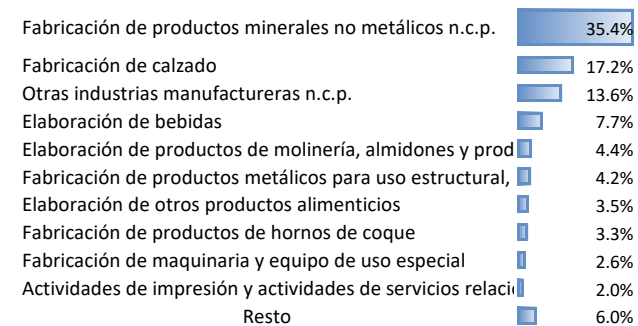 Fabricación de productos minerales no metálicos n.c.p. 35.4%
Fabricación de calzado 17.2%
Otras industrias manufactureras n.c.p. 13.6%
Elaboración de bebidas 7.7%
Elaboración de productos de molinería, almidones y prod 4.4%
Fabricación de productos metálicos para uso estructural, 4.2%
Elaboración de otros productos alimenticios 3.5%
Fabricación de productos de hornos de coque 3.3%
Fabricación de maquinaria y equipo de uso especial 2.6%
Actividades de impresión y actividades de servicios relaci 2.0%
Resto 6.0%